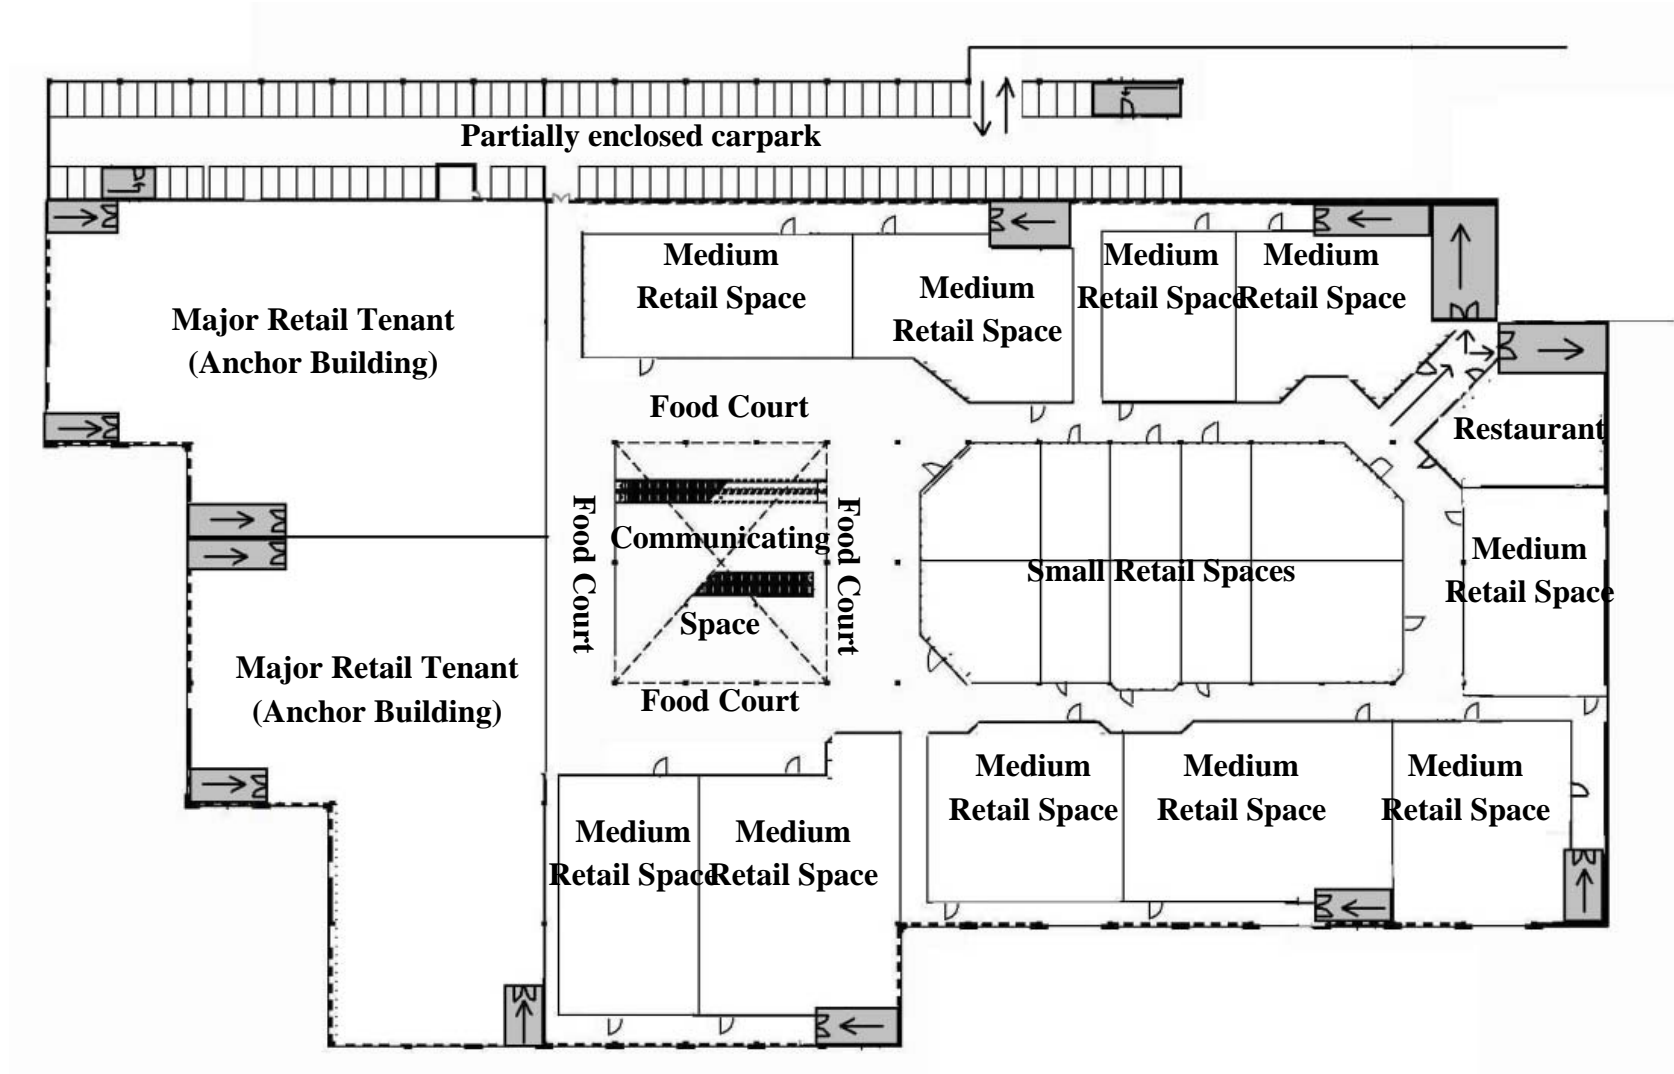 Partially enclosed carpark
Medium
Retail Space
Medium
Retail Space
Medium
Retail Space
Medium
Retail Space
Major Retail Tenant
(Anchor Building)
Food Court
Restaurant
Food Court
Communicating
Space
Food Court
Small Retail Spaces
Medium
Retail Space
Major Retail Tenant
(Anchor Building)
Food Court
Medium
Retail Space
Medium
Retail Space
Medium
Retail Space
Medium
Retail Space
Medium
Retail Space